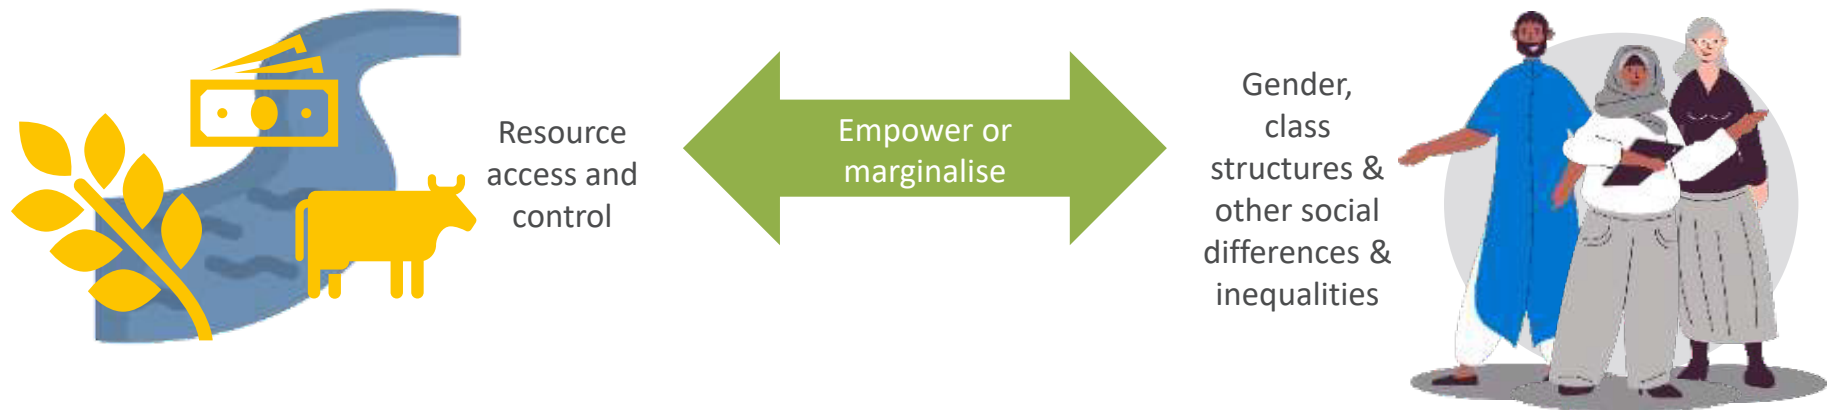 Resource
access and
control
Empower or
marginalise
Gender,
class
structures &
other social
differences &
inequalities